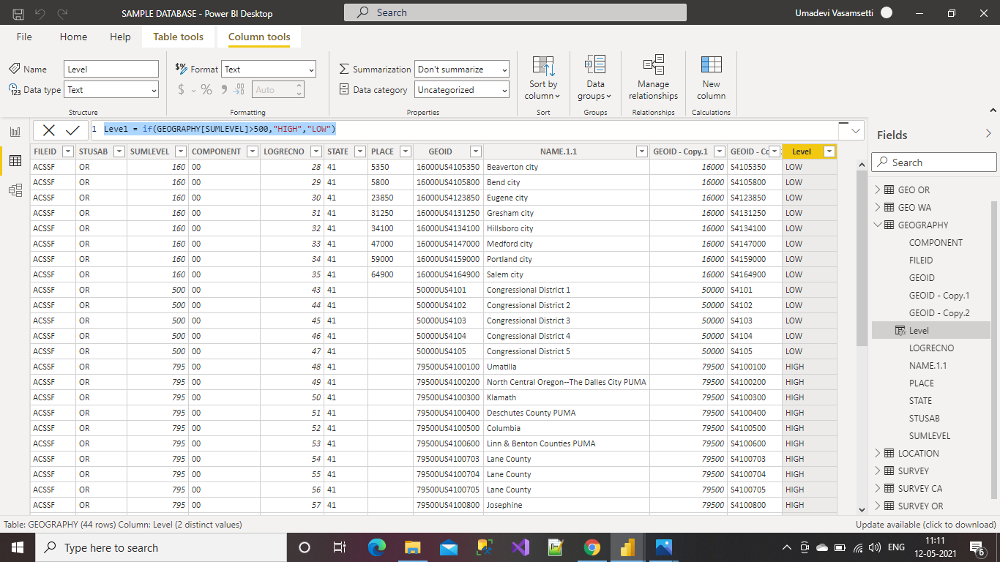 SAMPLE DATABASE - Power BI Desktop
Search
Umadevi Vasamsetti
File Home Help Table tools Column tools
Name Level
Data type Text
Structure
$% Format Text
$ % 9 .00 Auto
Formatting
Summarization Don't summarize
Data category Uncategorized
Properties
Sort by
column
Sort
Data
groups
Groups
Manage
relationships
Relationships
New
column
Calculations
1 Level = if(GEOGRAPHY[SUMLEVEL]>500,"HIGH","LOW")
FILEID STUSAB SUMLEVEL COMPONENT LOGRECNO STATE PLACE GEOID NAME.1.1 GEOID - Copy.1 GEOID - Co Level
ACSSF OR 160 00 28 41 5350 16000US4105350 Beaverton city 16000 S4105350 LOW
ACSSF OR 160 00 29 41 5800 16000US4105800 Bend city 16000 S4105800 LOW
ACSSF OR 160 00 30 41 23850 16000US4123850 Eugene city 16000 S4123850 LOW
ACSSF OR 160 00 31 41 31250 16000US4131250 Gresham city 16000 S4131250 LOW
ACSSF OR 160 00 32 41 34100 16000US4134100 Hillsboro city 16000 S4134100 LOW
ACSSF OR 160 00 33 41 47000 16000US4147000 Medford city 16000 S4147000 LOW
ACSSF OR 160 00 34 41 59000 16000US4159000 Portland city 16000 S4159000 LOW
ACSSF OR 160 00 35 41 64900 16000US4164900 Salem city 16000 S4164900 LOW
ACSSF OR 500 00 43 41 50000US4101 Congressional District 1 50000 S4101 LOW
ACSSF OR 500 00 44 41 50000US4102 Congressional District 2 50000 S4102 LOW
ACSSF OR 500 00 45 41 50000US4103 Congressional District 3 50000 S4103 LOW
ACSSF OR 500 00 46 41 50000US4104 Congressional District 4 50000 S4104 LOW
ACSSF OR 500 00 47 41 50000US4105 Congressional District 5 50000 S4105 LOW
ACSSF OR 795 00 48 41 79500US4100100 Umatilla 79500 S4100100 HIGH
ACSSF OR 795 00 49 41 79500US4100200 North Central Oregon--The Dalles City PUMA 79500 S4100200 HIGH
ACSSF OR 795 00 50 41 79500US4100300 Klamath 79500 S4100300 HIGH
ACSSF OR 795 00 51 41 79500US4100400 Deschutes County PUMA 79500 S4100400 HIGH
ACSSF OR 795 00 52 41 79500US4100500 Columbia 79500 S4100500 HIGH
ACSSF OR 795 00 53 41 79500US4100600 Linn & Benton Counties PUMA 79500 S4100600 HIGH
ACSSF OR 795 00 54 41 79500US4100703 Lane County 79500 S4100703 HIGH
ACSSF OR 795 00 55 41 79500US4100704 Lane County 79500 S4100704 HIGH
ACSSF OR 795 00 56 41 79500US4100705 Lane County 79500 S4100705 HIGH
ACSSF OR 795 00 57 41 79500US4100800 Josephine 79500 S4100800 HIGH
Fields
Search
GEO OR
GEO WA
GEOGRAPHY
COMPONENT
FILEID
GEOID
GEOID - Copy.1
GEOID - Copy.2
Level
LOGRECNO
NAME.1.1
PLACE
STATE
STUSAB
SUMLEVEL
LOCATION
SURVEY
SURVEY CA
SURVEY OR
Table: GEOGRAPHY (44 rows) Column: Level (2 distinct values)
Update available (click to download)
Type here to search
ENG
11:11
12-05-2021
6